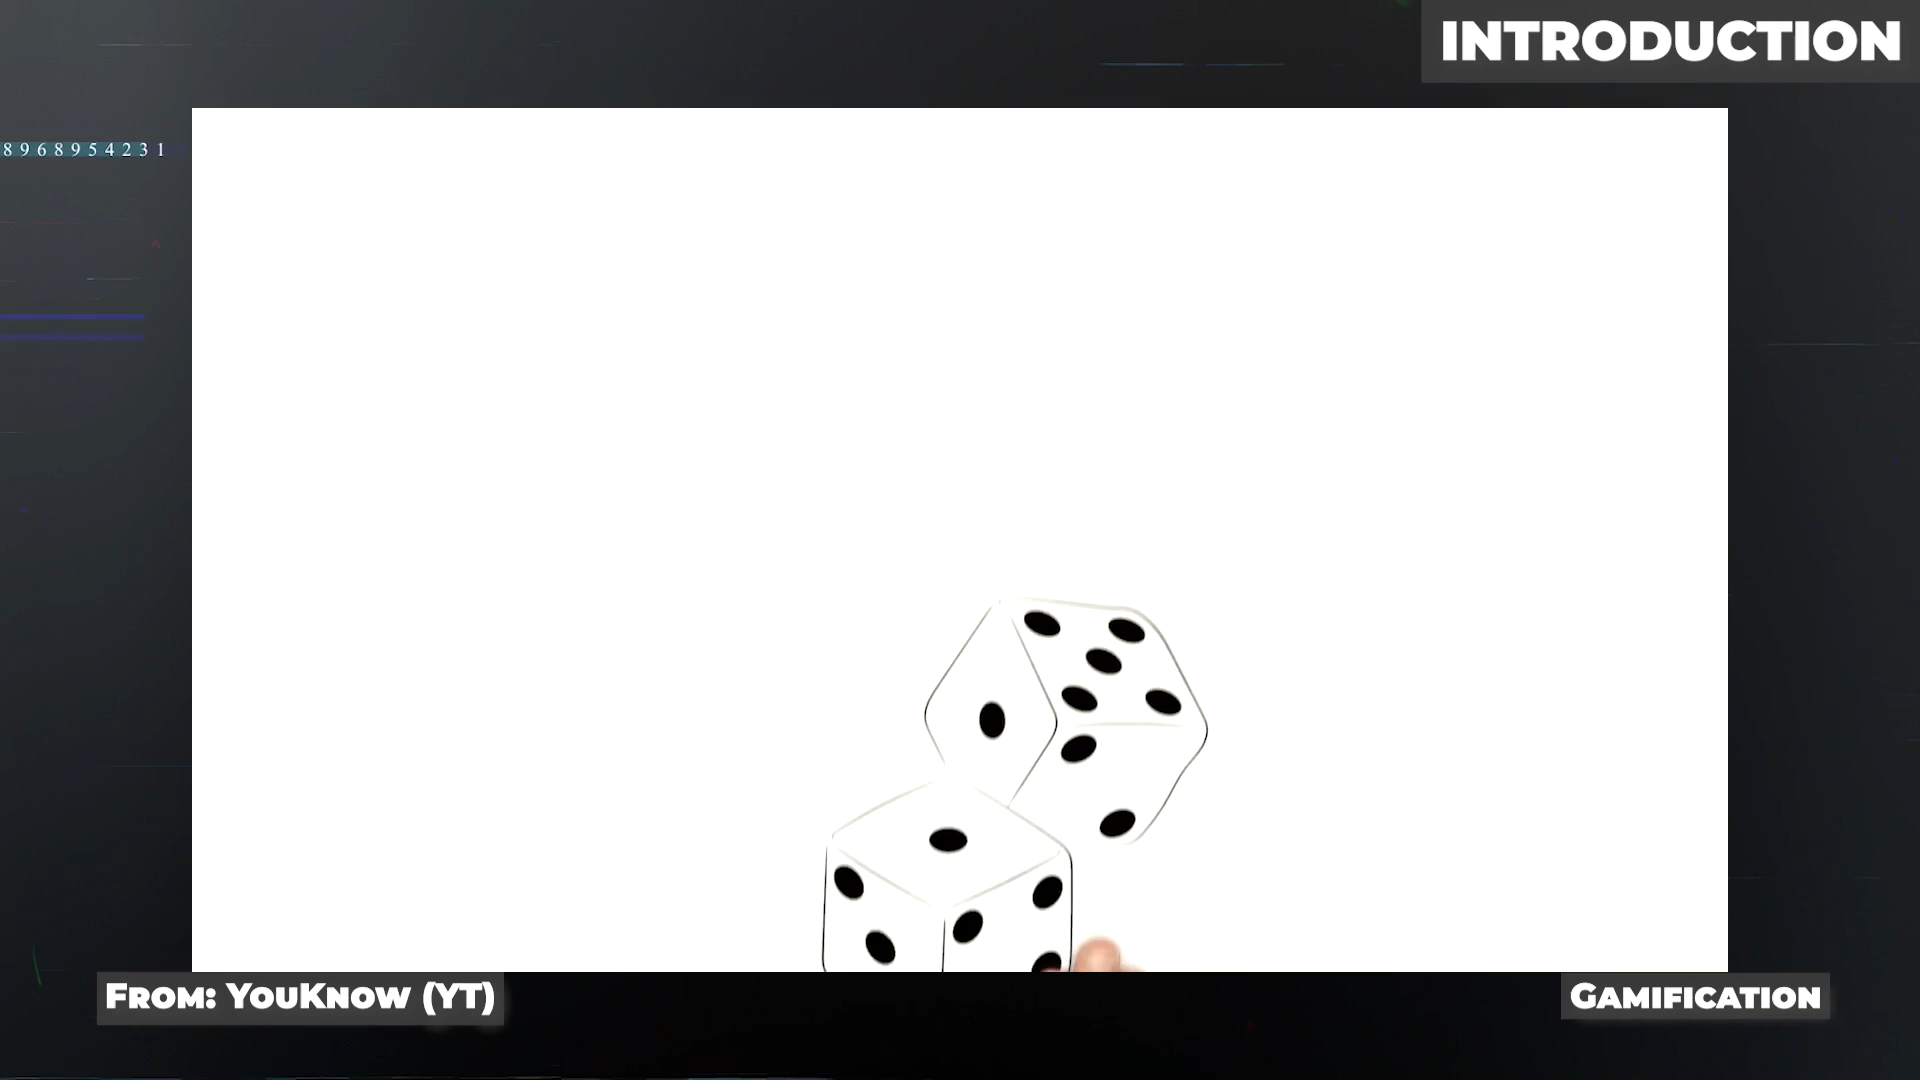 INTRODUCTION
8 9 6 8 9 5 4 2 3 1
From: YouKnow (YT)
Gamification